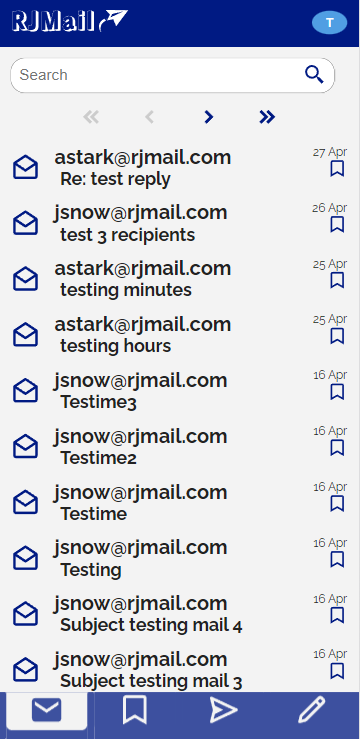 RJMail
T
Search
astark@rjmail.com
27 Apr
Re: test reply
jsnow@rjmail.com
26 Apr
test 3 recipients
astark@rjmail.com
25 Apr
testing minutes
astark@rjmail.com
25 Apr
testing hours
jsnow@rjmail.com
16 Apr
Testime3
jsnow@rjmail.com
16 Apr
Testime2
jsnow@rjmail.com
16 Apr
Testime
jsnow@rjmail.com
16 Apr
Testing
jsnow@rjmail.com
16 Apr
Subject testing mail 4
jsnow@rjmail.com
16 Apr
Subject testing mail 3